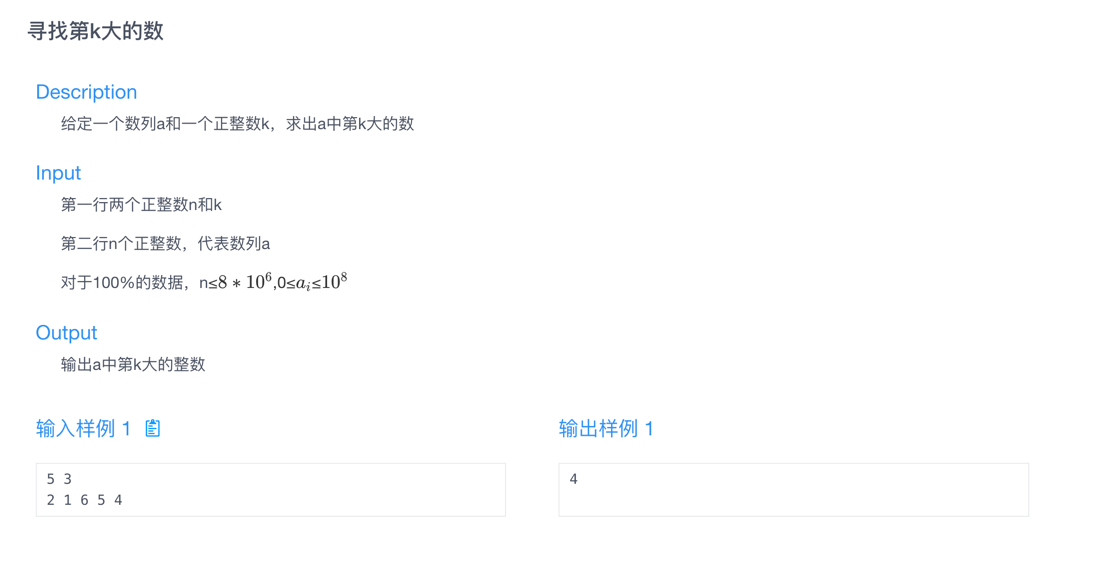 寻找第k大的数
Description
给定一个数列a和一个正整数k，求出a中第k大的数
Input
第一行两个正整数n和k
第二行n个正整数，代表数列a
对于100%的数据，n≤8 * 10⁶,0≤aᵢ≤10⁸
Output
输出a中第k大的整数
输入样例 1
5 3
2 1 6 5 4
输出样例 1
4